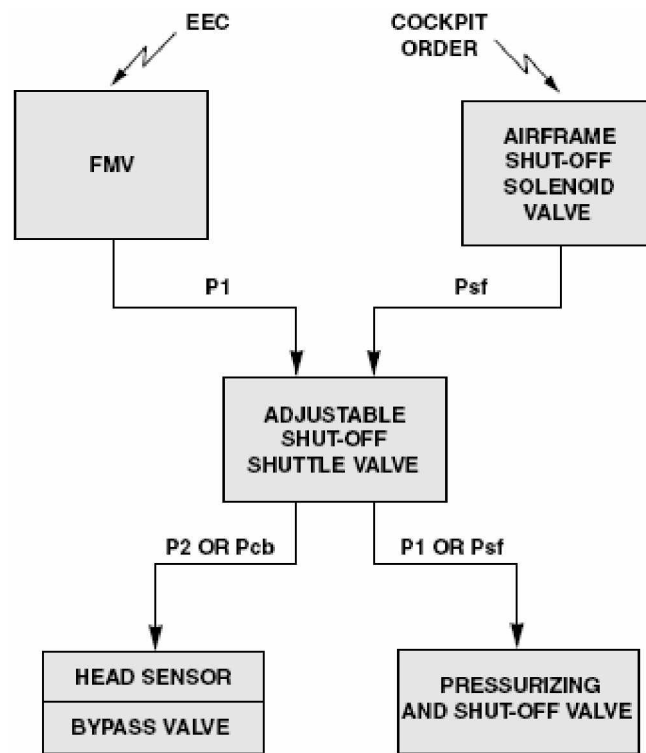 EEC
COCKPIT
ORDER
FMV
AIRFRAME
SHUT-OFF
SOLENOID
VALVE
P1
Psf
ADJUSTABLE
SHUT-OFF
SHUTTLE VALVE
P2 OR Pcb
P1 OR Psf
HEAD SENSOR
BYPASS VALVE
PRESSURIZING
AND SHUT-OFF VALVE